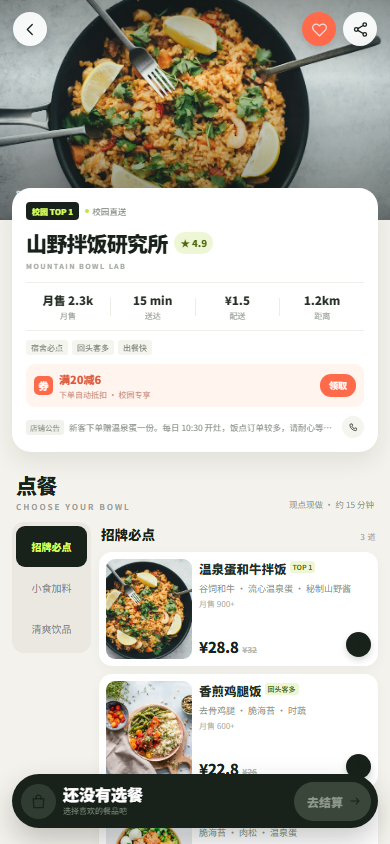 校园 TOP 1 校园直送
山野拌饭研究所 ★ 4.9
MOUNTAIN BOWL LAB
月售 2.3k 15 min ¥1.5 1.2km
月售 送达 配送 距离
宿舍必点 回头客多 出餐快
券 满20减6 领取
下单自动抵扣 · 校园专享
店铺公告 新客下单赠温泉蛋一份。每日 10:30 开灶，饭点订单较多，请耐心等…
点餐
CHOOSE YOUR BOWL 现点现做 · 约 15 分钟
招牌必点 招牌必点 3 道
小食加料
清爽饮品
温泉蛋和牛拌饭 TOP 1
谷饲和牛 · 流心温泉蛋 · 秘制山野酱
月售 900+
¥28.8 ¥32
香煎鸡腿饭 回头客多
去骨鸡腿 · 脆海苔 · 时蔬
月售 600+
¥22.8 ¥26
还没有选餐 去结算 →
选择喜欢的餐品吧
脆海苔 · 肉松 · 温泉蛋